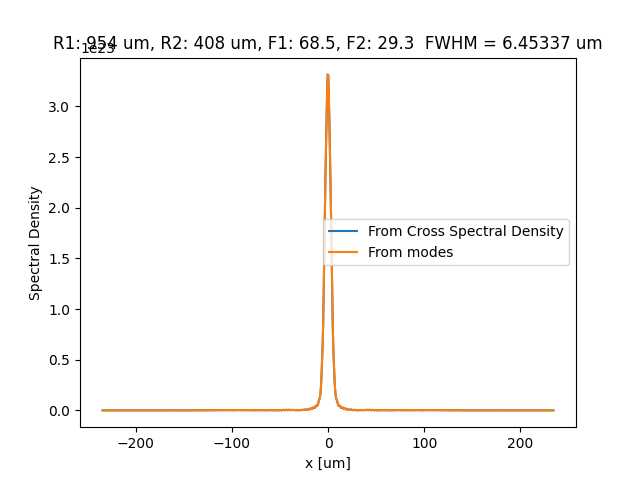 R1: 954 um, R2: 408 um, F1: 68.5, F2: 29.3  FWHM = 6.45337 um
1e23
3.0
2.5
2.0
1.5
1.0
0.5
0.0
Spectral Density
From Cross Spectral Density
From modes
−200
−100
0
100
200
x [um]